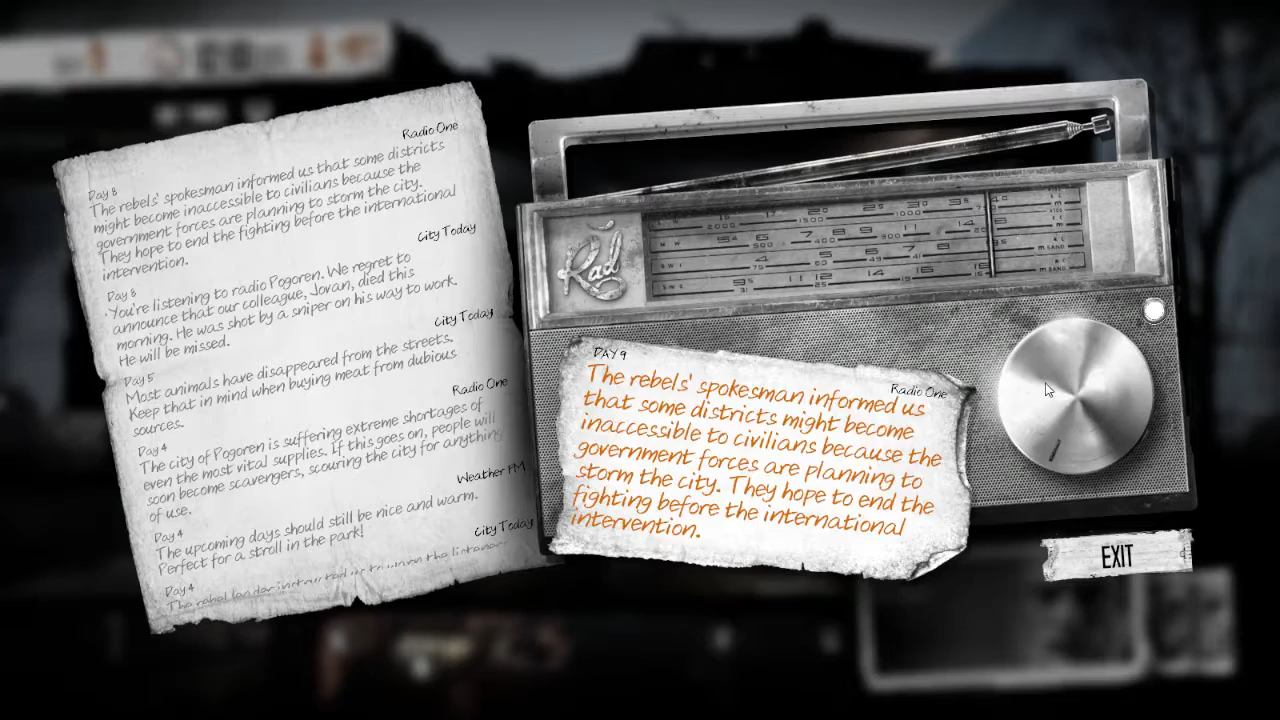 Radio One
Day 8
The rebels' spokesman informed us that some districts
might become inaccessible to civilians because the
government forces are planning to storm the city.
They hope to end the fighting before the international
intervention.
City Today
Day 8
You're listening to radio Pogoren. We regret to
announce that our colleague, Jovan, died this
morning. He was shot by a sniper on his way to work.
He will be missed.
City Today
Day 5
Most animals have disappeared from the streets.
Keep that in mind when buying meat from dubious
sources.
Radio One
Day 4
The city of Pogoren is suffering extreme shortages of
even the most vital supplies. If this goes on, people will
soon become scavengers, scouring the city for anything
of use.
Weather FM
Day 4
The upcoming days should still be nice and warm.
Perfect for a stroll in the park!
City Today
Day 4
The rebel leader instructed us to warn the listeners
Rad
DAY 9
Radio One
The rebels' spokesman informed us
that some districts might become
inaccessible to civilians because the
government forces are planning to
storm the city. They hope to end the
fighting before the international
intervention.
EXIT